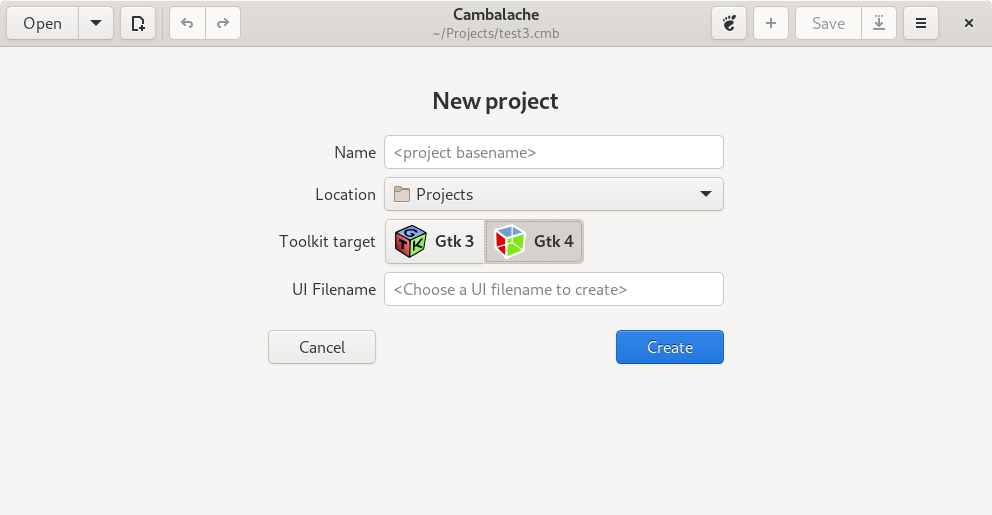 Open
Cambalache
~/Projects/test3.cmb
Save
New project
Name <project basename>
Location Projects
Toolkit target Gtk 3 Gtk 4
UI Filename <Choose a UI filename to create>
Cancel Create